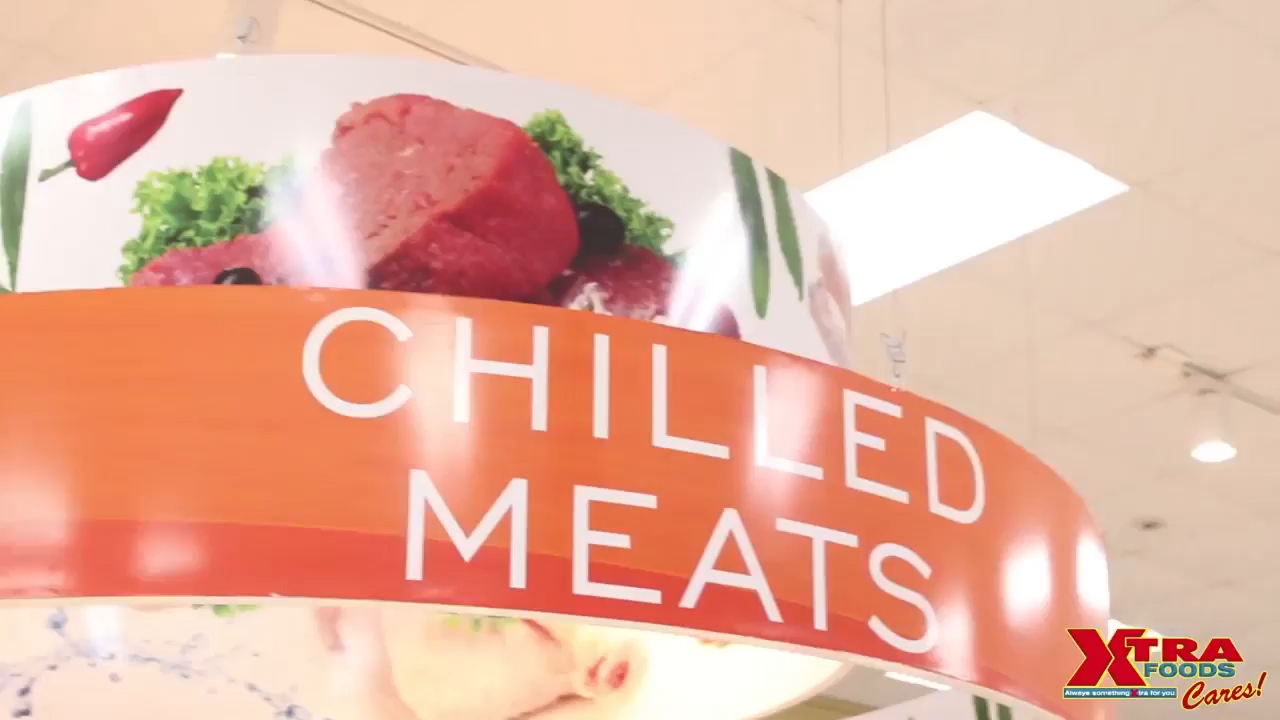 CHILLED
MEATS
XTRA
FOODS
Always something Xtra for you
Cares!